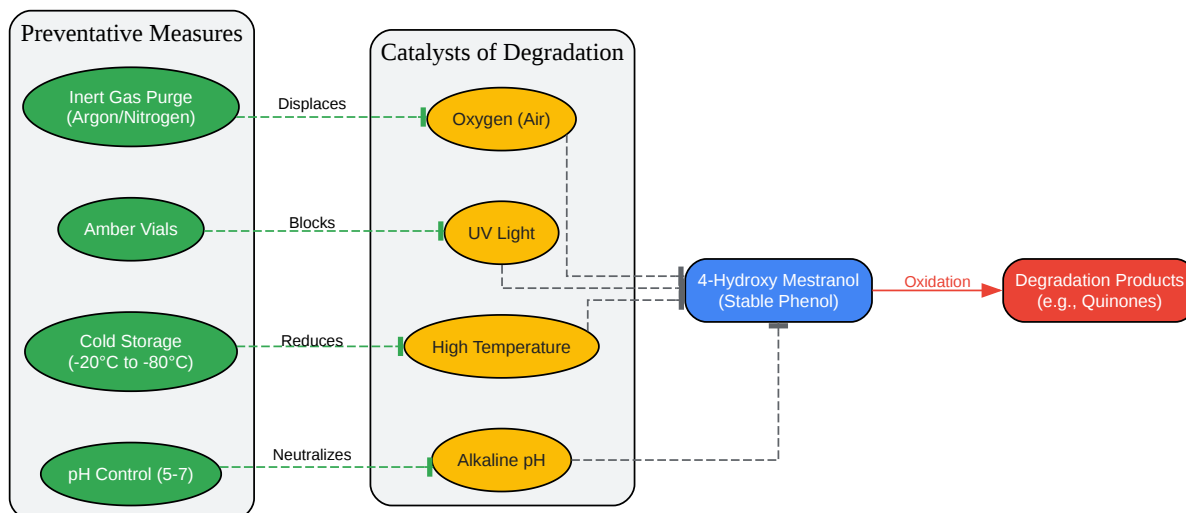 Preventative Measures
Catalysts of Degradation
Inert Gas Purge
(Argon/Nitrogen)
Displaces
Oxygen (Air)
Amber Vials
Blocks
UV Light
4-Hydroxy Mestranol
(Stable Phenol)
Oxidation
Degradation Products
(e.g., Quinones)
Cold Storage
(-20°C to -80°C)
Reduces
High Temperature
pH Control (5-7)
Neutralizes
Alkaline pH